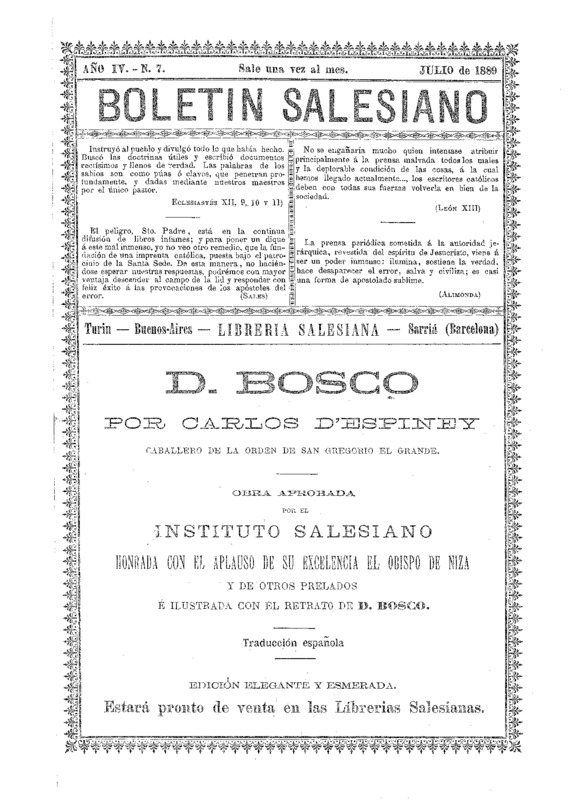 AÑO IV. - N. 7.   Sale una vez al mes.   JULIO de 1889
BOLETIN SALESIANO
Instruyó al pueblo y divulgó todo lo que había hecho.
Buscó las doctrinas útiles y escribió documentos
rectísimos y llenos de verdad. Las palabras de los
sabios son como púas ó clavos, que penetran pro-
fundamente, y dadas mediante nuestros maestros
por el único pastor.
ECLESIASTÉS XII, 9, 10 Y 11)
El peligro, Sto. Padre, está en la continua
difusión de libros infames; y para poner un dique
á este mal inmenso, yo no veo otro remedio, que la fun-
dación de una imprenta católica, puesta bajo el patro-
cinio de la Santa Sede. De esta manera, no hacién-
dose esperar nuestras respuestas, podrémos con mayor
ventaja descender al campo de la lid y responder con
feliz éxito á las provocaciones de los apóstoles del
error.   (SALES)
No se engañaría mucho quien intentase atribuir
principalmente á la prensa malvada todos los males
y la deplorable condición de las cosas, á la cual
hemos llegado actualmente..., los escritores católicos
deben con todas sus fuerzas volverla en bien de la
sociedad.
(LEÓN XIII)
La prensa periódica sometida á la autoridad je-
rárquica, revestida del espíritu de Jesucristo, viene á
ser un poder inmenso: ilumina, sostiene la verdad,
hace desaparecer el error, salva y civiliza; es casi
una forma de apostolado sublime.
(ALIMONDA)
Turin — Buenos-Aires — LIBRERIA SALESIANA — Sarriá (Barcelona)
D. BOSCO
POR CARLOS D'ESPINEY
CABALLERO DE LA ORDEN DE SAN GREGORIO EL GRANDE.
OBRA APROBADA
POR EL
INSTITUTO SALESIANO
HONRADA CON EL APLAUSO DE SU EXCELENCIA EL OBISPO DE NIZA
Y DE OTROS PRELADOS
É ILUSTRADA CON EL RETRATO DE D. BOSCO.
Traducción española
EDICIÓN ELEGANTE Y ESMERADA.
Estará pronto de venta en las Librerias Salesianas.